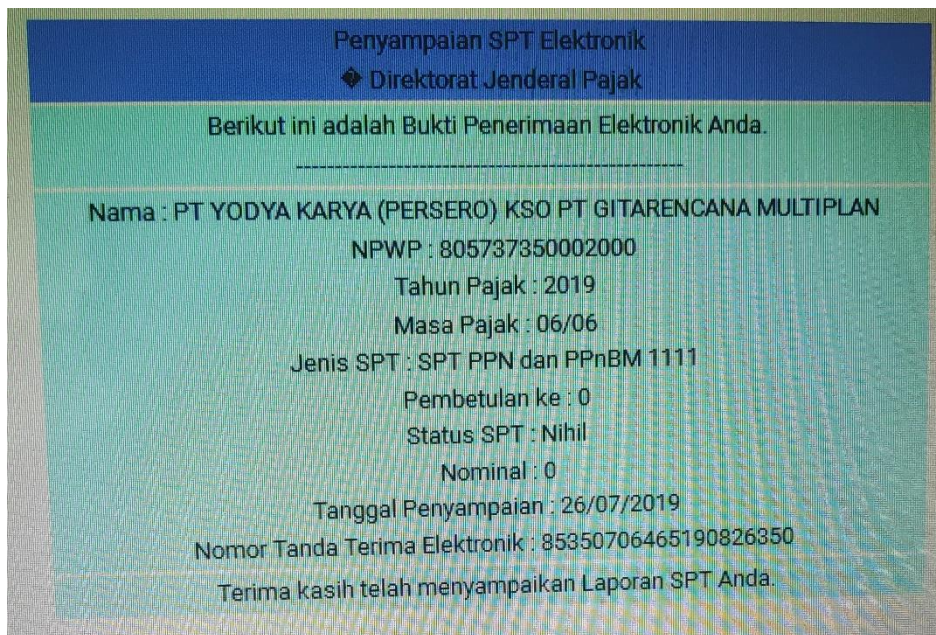 Penyampaian SPT Elektronik
� Direktorat Jenderal Pajak
Berikut ini adalah Bukti Penerimaan Elektronik Anda.
--------------------------------------------------
Nama : PT YODYA KARYA (PERSERO) KSO PT GITARENCANA MULTIPLAN
NPWP : 805737350002000
Tahun Pajak : 2019
Masa Pajak : 06/06
Jenis SPT : SPT PPN dan PPnBM 1111
Pembetulan ke : 0
Status SPT : Nihil
Nominal : 0
Tanggal Penyampaian : 26/07/2019
Nomor Tanda Terima Elektronik : 85350706465190826350
Terima kasih telah menyampaikan Laporan SPT Anda.